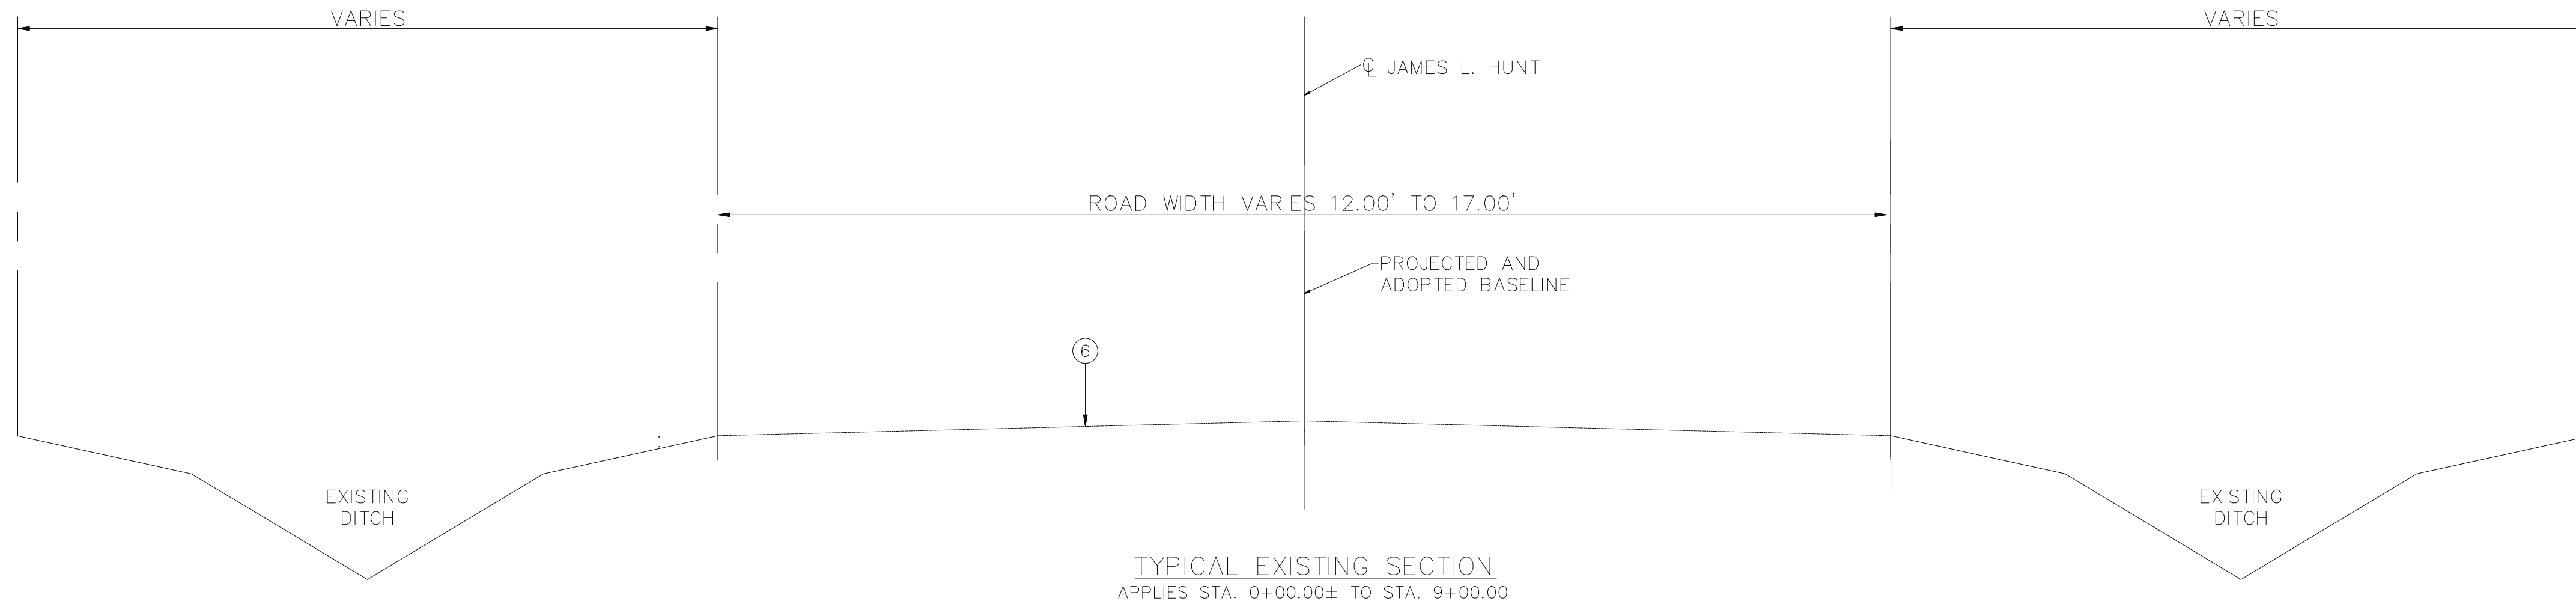 VARIES
VARIES
℄ JAMES L. HUNT
ROAD WIDTH VARIES 12.00' TO 17.00'
PROJECTED AND
ADOPTED BASELINE
6
EXISTING
DITCH
EXISTING
DITCH
TYPICAL EXISTING SECTION
APPLIES STA. 0+00.00± TO STA. 9+00.00